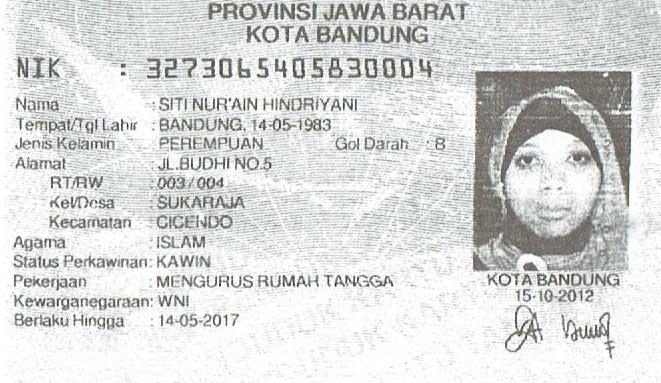 PROVINSI JAWA BARAT
KOTA BANDUNG
NIK : 3273065405830004
Nama : SITI NUR'AIN HINDRIYANI
Tempat/Tgl Lahir : BANDUNG, 14-05-1983
Jenis Kelamin : PEREMPUAN Gol Darah : B
Alamat : JL.BUDHI NO.5
RT/RW : 003/004
Kel/Desa : SUKARAJA
Kecamatan : CICENDO
Agama : ISLAM
Status Perkawinan: KAWIN
Pekerjaan : MENGURUS RUMAH TANGGA
Kewarganegaraan: WNI
Berlaku Hingga : 14-05-2017
KOTA BANDUNG
15-10-2012